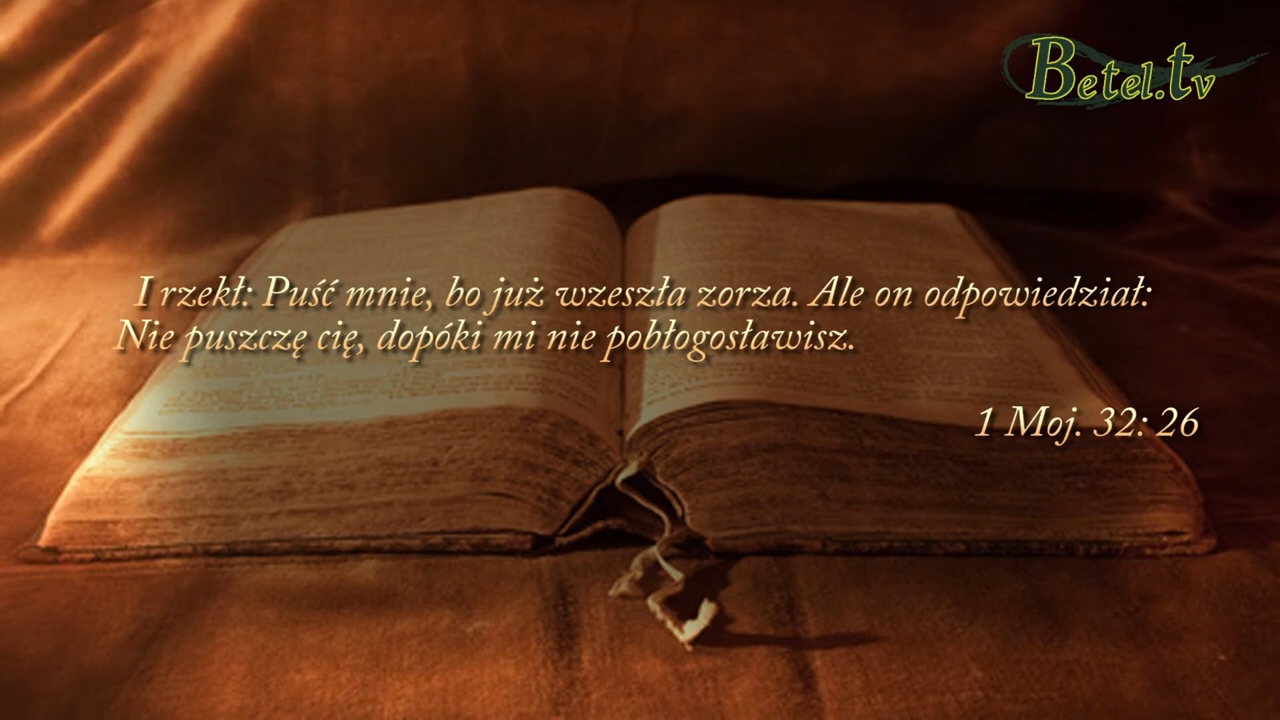 Betel.tv
I rzekł: Puść mnie, bo już wzeszła zorza. Ale on odpowiedział:
Nie puszczę cię, dopóki mi nie pobłogosławisz.
1 Moj. 32: 26